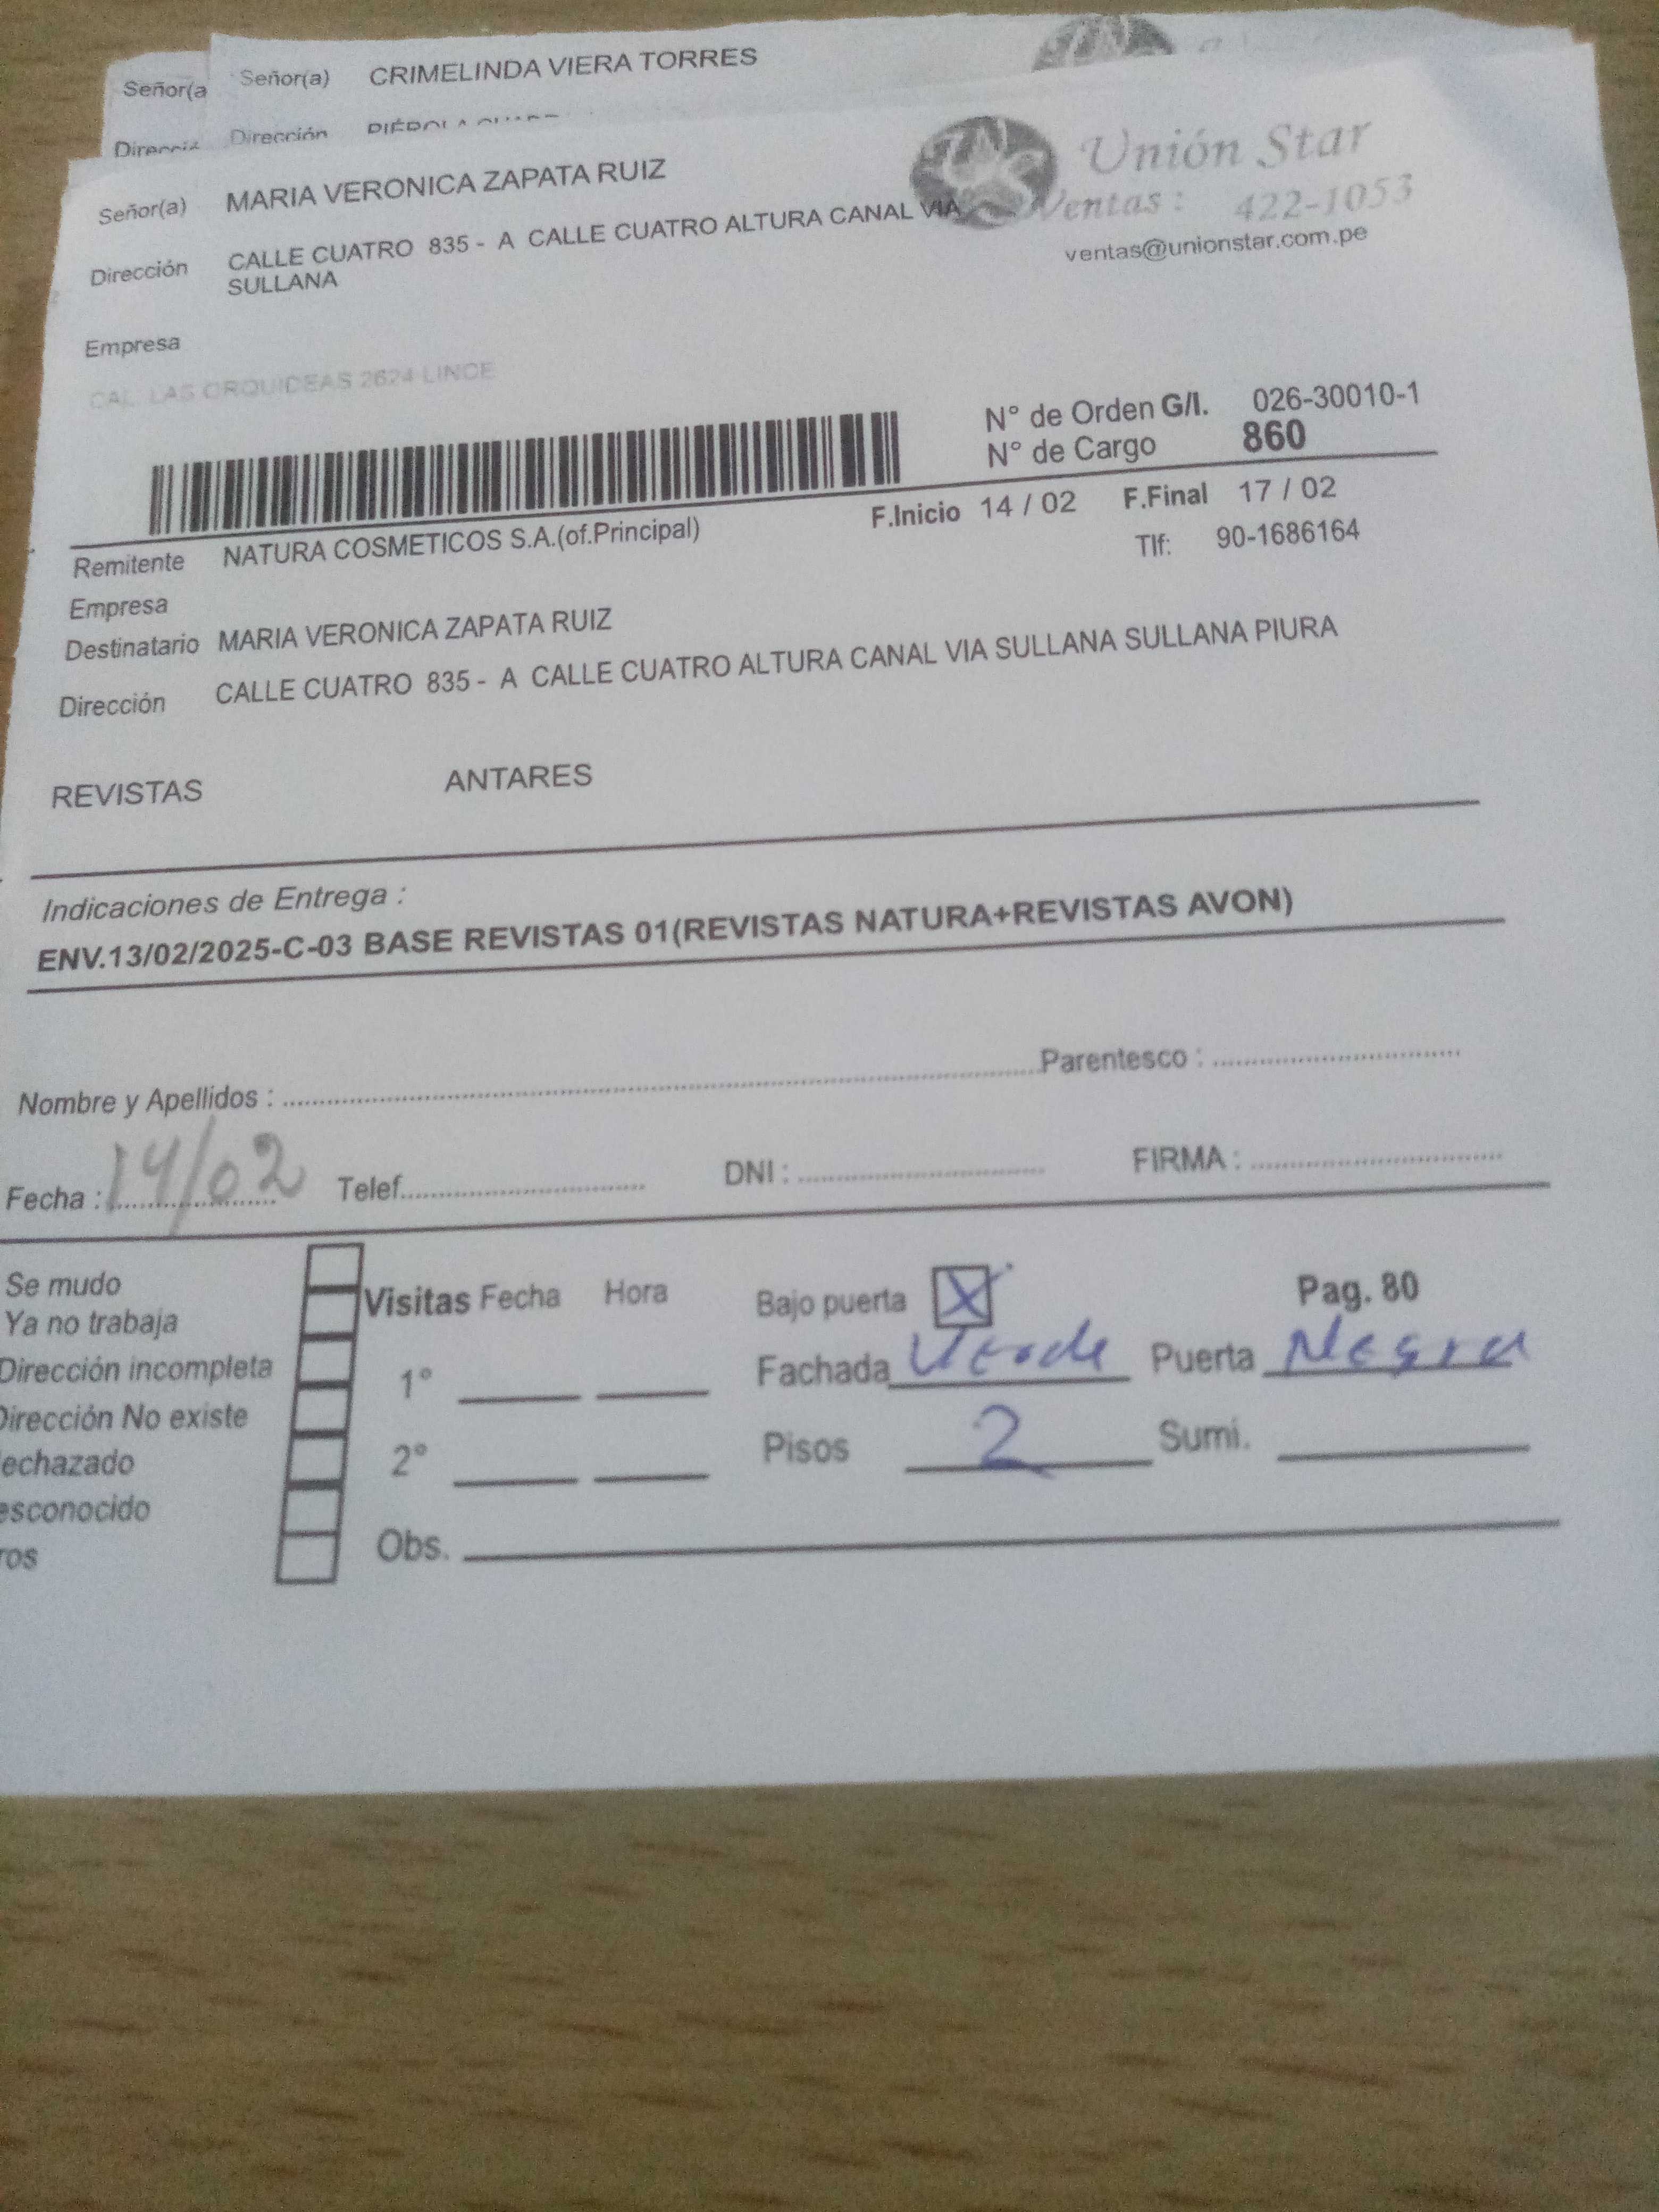 Señor(a
Señor(a) CRIMELINDA VIERA TORRES
Dirección
Señor(a) MARIA VERONICA ZAPATA RUIZ
Unión Star
Ventas : 422-1053
ventas@unionstar.com.pe
Dirección CALLE CUATRO 835 - A CALLE CUATRO ALTURA CANAL VIA
SULLANA
Empresa
CAL. LAS ORQUIDEAS 2624 LINCE
N° de Orden G/I. 026-30010-1
N° de Cargo 860
F.Inicio 14 / 02 F.Final 17 / 02
Remitente NATURA COSMETICOS S.A.(of.Principal) Tlf: 90-1686164
Empresa
Destinatario MARIA VERONICA ZAPATA RUIZ
Dirección CALLE CUATRO 835 - A CALLE CUATRO ALTURA CANAL VIA SULLANA SULLANA PIURA
REVISTAS ANTARES
Indicaciones de Entrega :
ENV.13/02/2025-C-03 BASE REVISTAS 01(REVISTAS NATURA+REVISTAS AVON)
Nombre y Apellidos : Parentesco :
Fecha : 14/02 Telef. DNI : FIRMA :
Se mudo
Ya no trabaja
Dirección incompleta
Dirección No existe
echazado
esconocido
ros
Visitas Fecha Hora
1°
2°
Obs.
Bajo puerta X Pag. 80
Fachada Verde Puerta Negra
Pisos 2 Sumi.